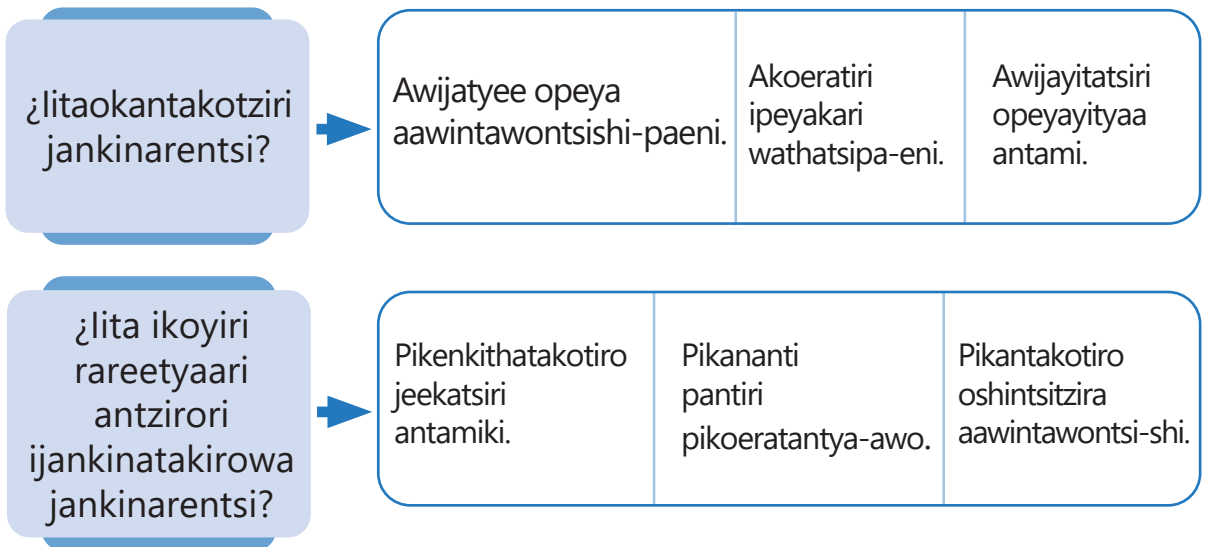 ¿Iitaokantakotziri
jankinarentsi?
Awijatyee opeya
aawintawontsishi-paeni.
Akoeratiri
ipeyakari
wathatsipa-eni.
Awijayitatsiri
opeyayityaa
antami.
¿Iita ikoyiri
rareetyaari
antzirori
ijankinatakirowa
jankinarentsi?
Pikenkithatakotiro
jeekatsiri
antamiki.
Pikananti
pantiri
pikoeratantya-awo.
Pikantakotiro
oshintsitzira
aawintawontsi-shi.